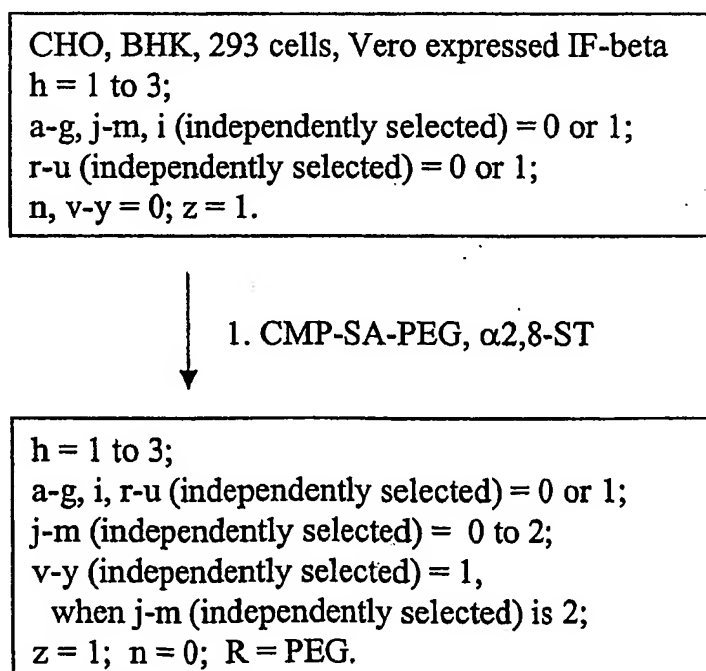 CHO, BHK, 293 cells, Vero expressed IF-beta
h = 1 to 3;
a-g, j-m, i (independently selected) = 0 or 1;
r-u (independently selected) = 0 or 1;
n, v-y = 0; z = 1.
1. CMP-SA-PEG, α2,8-ST
h = 1 to 3;
a-g, i, r-u (independently selected) = 0 or 1;
j-m (independently selected) = 0 to 2;
v-y (independently selected) = 1,
when j-m (independently selected) is 2;
z = 1; n = 0; R = PEG.